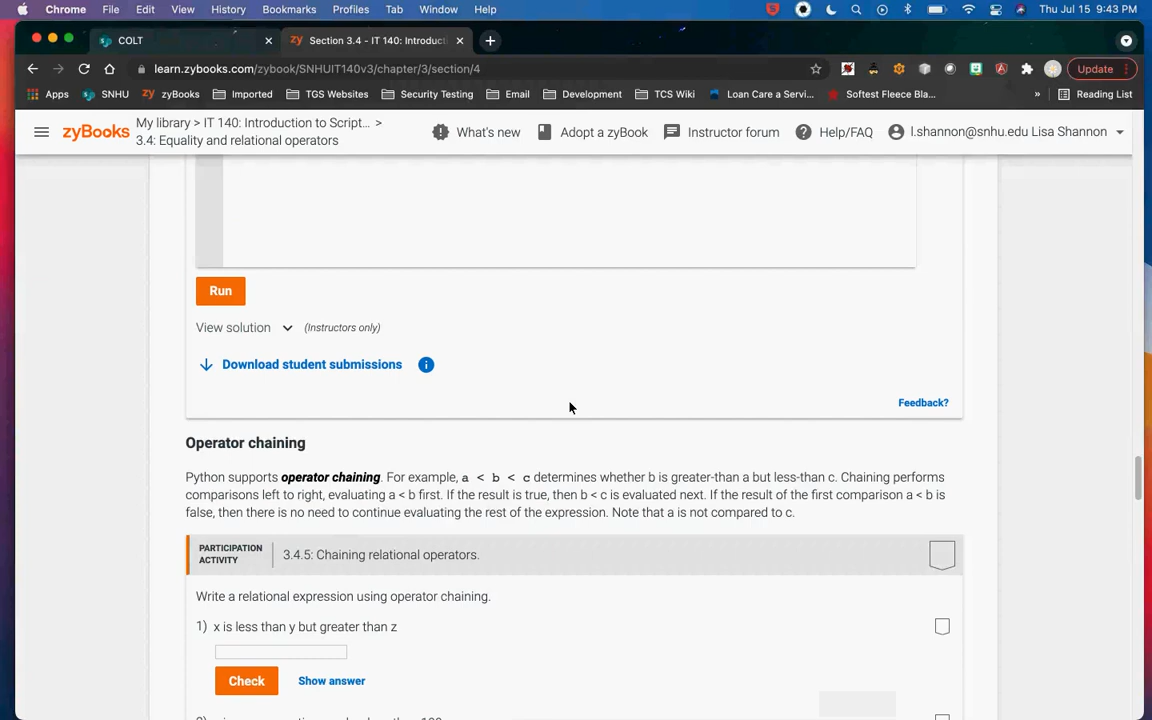 Chrome File Edit View History Bookmarks Profiles Tab Window Help Thu Jul 15 9:43 PM
COLT Section 3.4 - IT 140: Introducti
learn.zybooks.com/zybook/SNHUIT140v3/chapter/3/section/4 Update
Apps SNHU zyBooks Imported TGS Websites Security Testing Email Development TCS Wiki Loan Care a Servi... Softest Fleece Bla... » Reading List
zyBooks My library > IT 140: Introduction to Script... >
3.4: Equality and relational operators
What's new Adopt a zyBook Instructor forum Help/FAQ l.shannon@snhu.edu Lisa Shannon
Run
View solution (Instructors only)
Download student submissions
Feedback?
Operator chaining
Python supports operator chaining. For example, a < b < c determines whether b is greater-than a but less-than c. Chaining performs
comparisons left to right, evaluating a < b first. If the result is true, then b < c is evaluated next. If the result of the first comparison a < b is
false, then there is no need to continue evaluating the rest of the expression. Note that a is not compared to c.
PARTICIPATION
ACTIVITY
3.4.5: Chaining relational operators.
Write a relational expression using operator chaining.
1) x is less than y but greater than z
Check Show answer